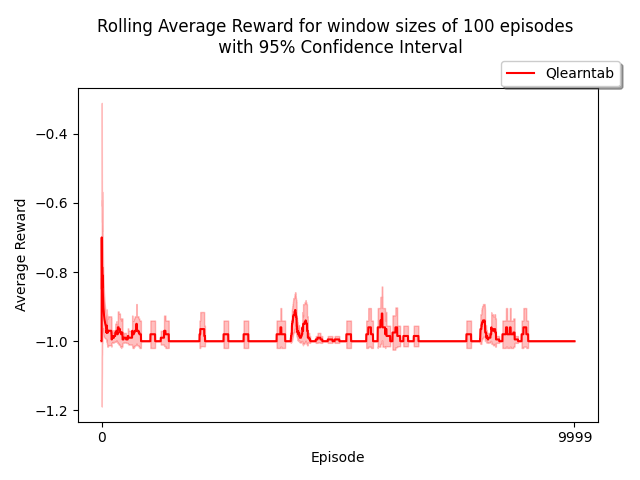 Rolling Average Reward for window sizes of 100 episodes
with 95% Confidence Interval
Qlearntab
−0.4
−0.6
−0.8
−1.0
−1.2
Average Reward
0 9999
Episode